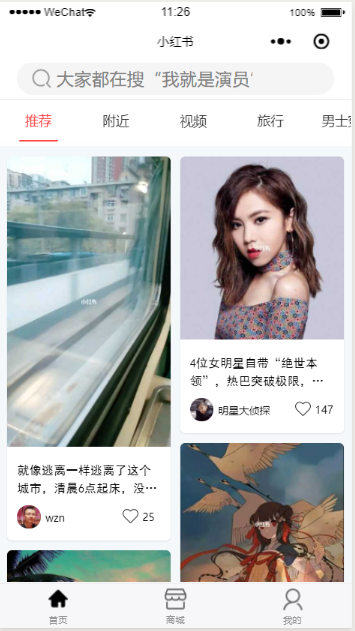 WeChat 11:26 100%
小红书
大家都在搜“我就是演员'
推荐 附近 视频 旅行 男士
小红书
4位女明星自带“绝世本
领”，热巴突破极限，…
明星大侦探 147
就像逃离一样逃离了这个
城市，清晨6点起床，没…
wzn 25
小红书
首页 商城 我的